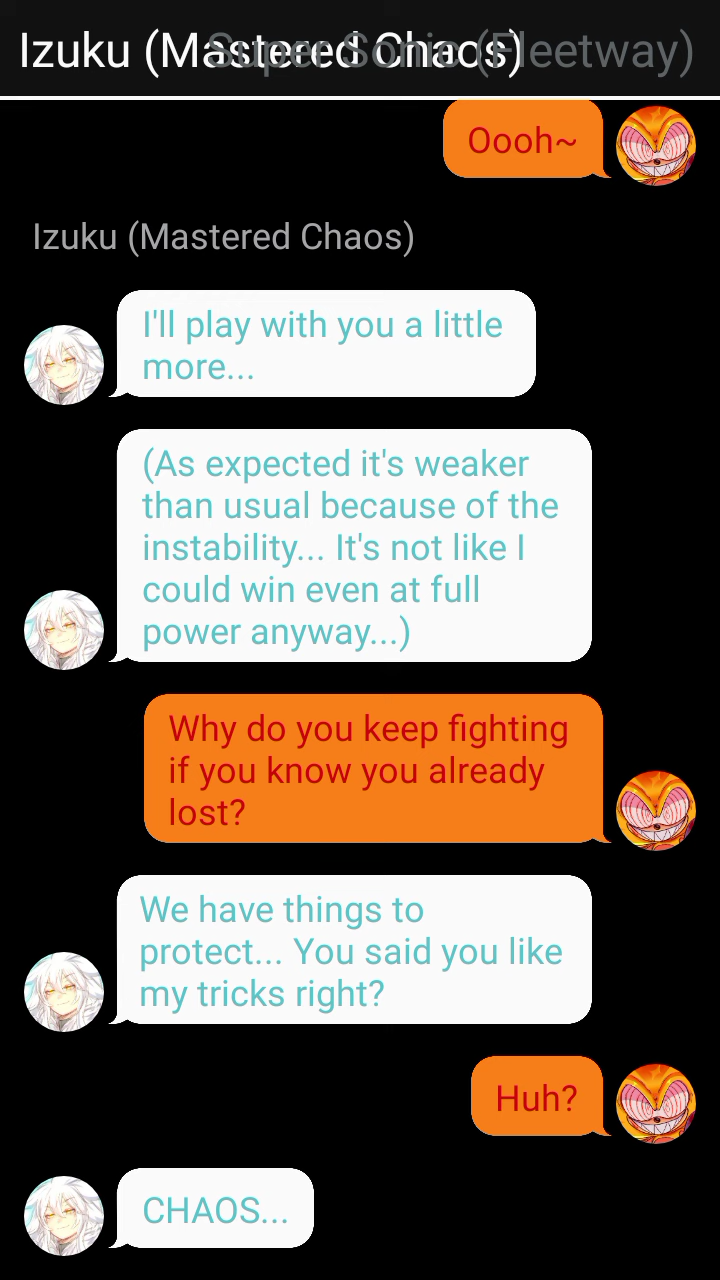 Izuku (Mastered Chaos)
Super Sonic (Fleetway)
Oooh~
Izuku (Mastered Chaos)
I'll play with you a little
more...
(As expected it's weaker
than usual because of the
instability... It's not like I
could win even at full
power anyway...)
Why do you keep fighting
if you know you already
lost?
We have things to
protect... You said you like
my tricks right?
Huh?
CHAOS...